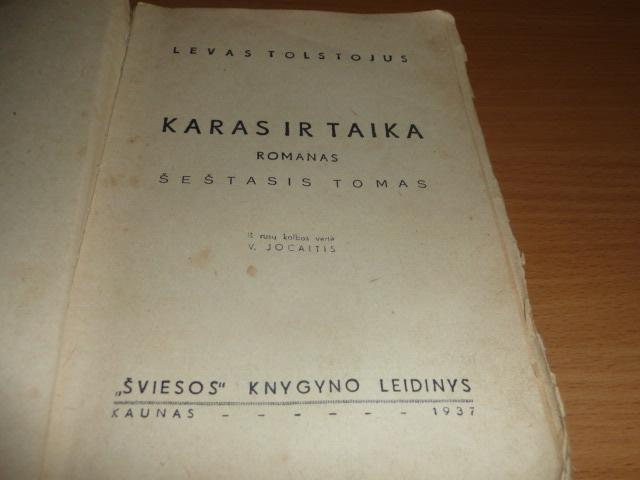 LEVAS TOLSTOJUS
KARAS IR TAIKA
ROMANAS
ŠEŠTASIS TOMAS
Iš rusų kalbos vertė
V. JOCAITIS
„ŠVIESOS" KNYGYNO LEIDINYS
KAUNAS – – – – – – 1937